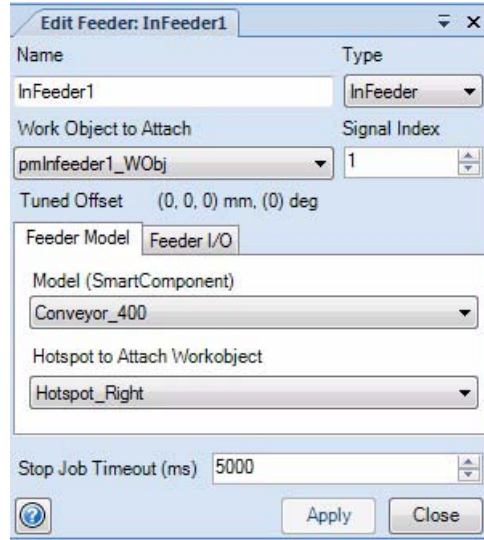 Edit Feeder: InFeeder1
Name Type
InFeeder1 InFeeder
Work Object to Attach Signal Index
pmInfeeder1_WObj 1
Tuned Offset (0, 0, 0) mm, (0) deg
Feeder Model Feeder I/O
Model (SmartComponent)
Conveyor_400
Hotspot to Attach Workobject
Hotspot_Right
Stop Job Timeout (ms) 5000
Apply Close